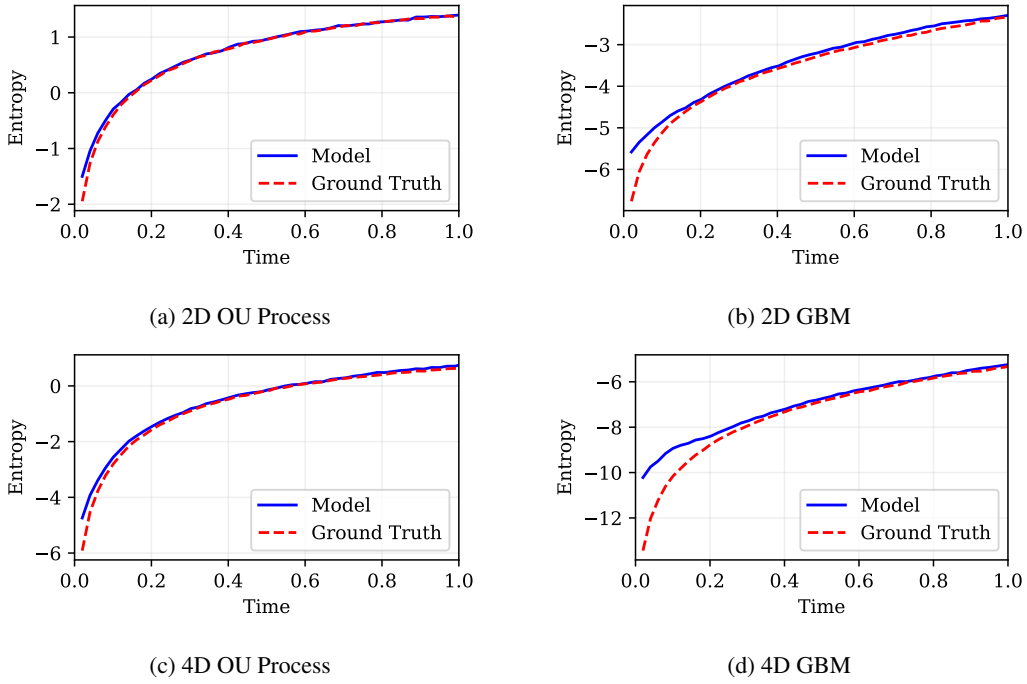 1
0
−1
−2
Entropy
Model
Ground Truth
0.0 0.2 0.4 0.6 0.8 1.0
Time
(a) 2D OU Process
−3
−4
−5
−6
Entropy
Model
Ground Truth
0.0 0.2 0.4 0.6 0.8 1.0
Time
(b) 2D GBM
0
−2
−4
−6
Entropy
Model
Ground Truth
0.0 0.2 0.4 0.6 0.8 1.0
Time
(c) 4D OU Process
−6
−8
−10
−12
Entropy
Model
Ground Truth
0.0 0.2 0.4 0.6 0.8 1.0
Time
(d) 4D GBM